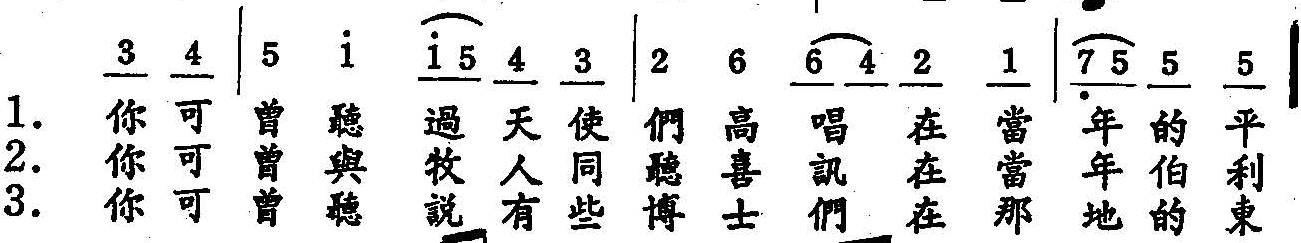 3 4 | 5 i i 5 4 3 | 2 6 6 4 2 1 | 7 5 5 5 |
1. 你可曾聽過天使們高唱在當年的平
2. 你可曾與牧人同聽喜訊在當年伯利
3. 你可曾聽說有些博士們在那地的東